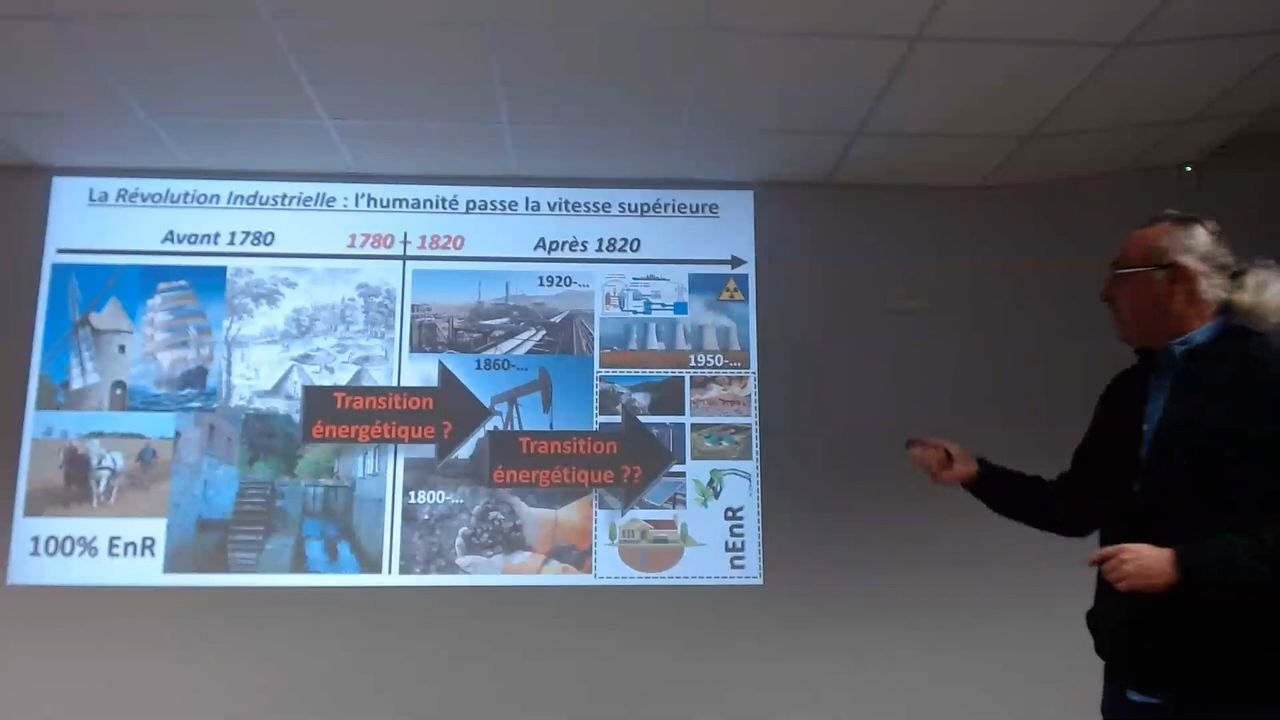 La Révolution Industrielle : l'humanité passe la vitesse supérieure
Avant 1780
1780
1820
Après 1820
1920-...
1860-...
1950-...
Transition
énergétique ?
Transition
énergétique ??
1800-...
100% EnR
nEnR